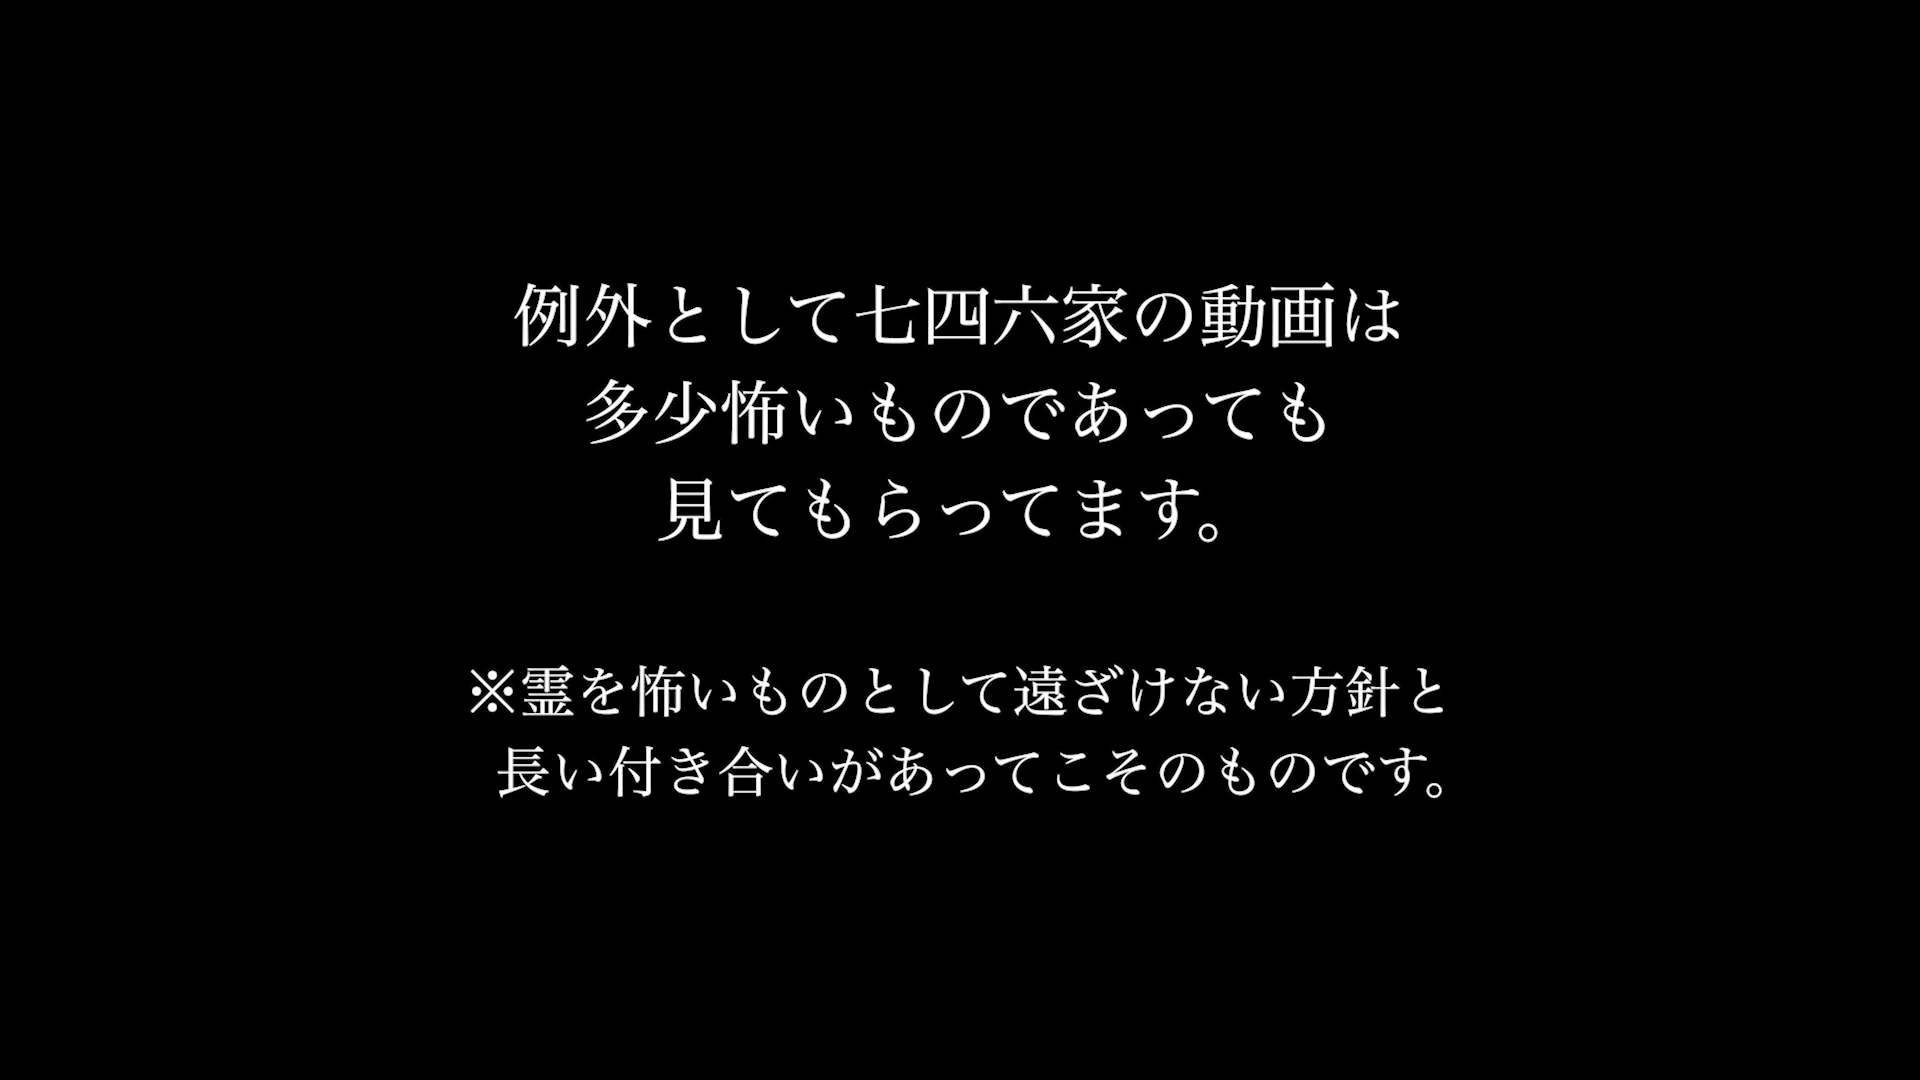 例外として七四六家の動画は
多少怖いものであっても
見てもらってます。
※霊を怖いものとして遠ざけない方針と
長い付き合いがあってこそのものです。